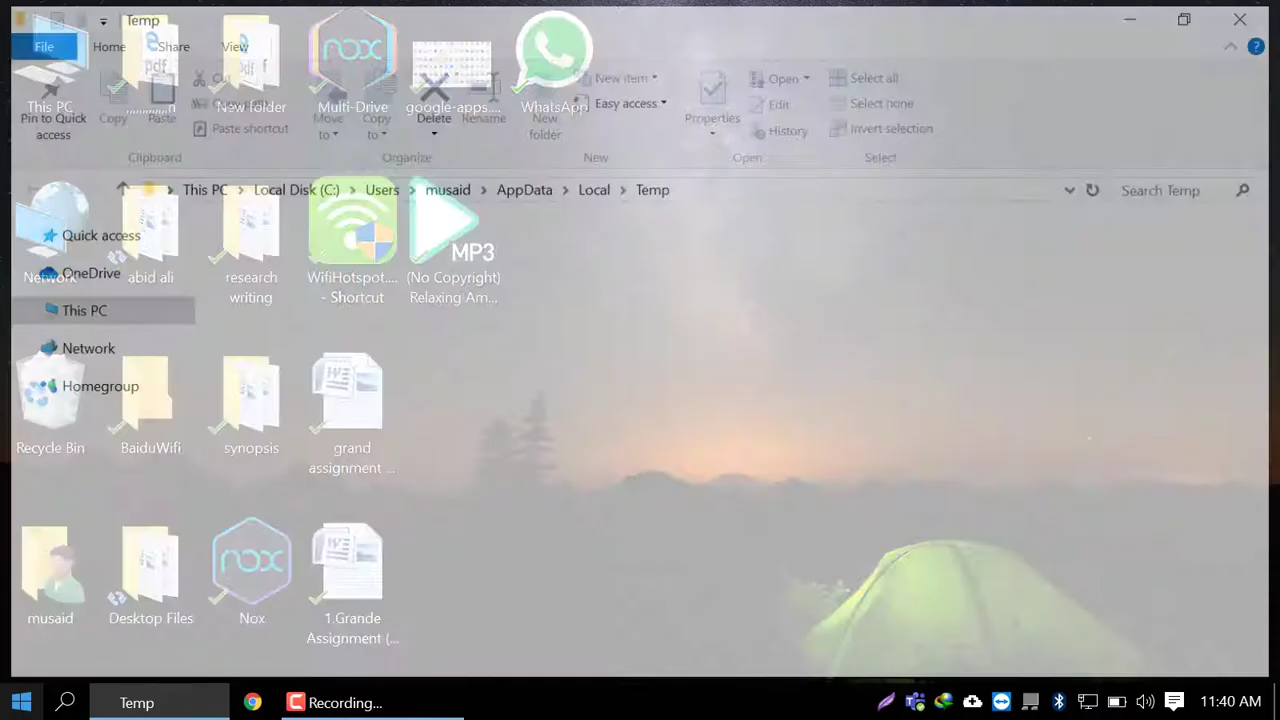 Temp
File
Home
Share
View
Pin to Quick
access
Copy
Paste
Cut
Paste shortcut
Clipboard
Move
to
Copy
to
Delete
Rename
Organize
New
folder
New item
Easy access
New
Properties
Open
Edit
History
Open
Select all
Select none
Invert selection
Select
This PC
New folder
Multi-Drive
google-apps....
WhatsApp
pdf
nox
This PC
Local Disk (C:)
Users
musaid
AppData
Local
Temp
Search Temp
Quick access
OneDrive
This PC
Network
Homegroup
Network
abid ali
research
writing
WifiHotspot....
- Shortcut
MP3
(No Copyright)
Relaxing Am...
Recycle Bin
BaiduWifi
synopsis
grand
assignment ...
musaid
Desktop Files
nox
Nox
1.Grande
Assignment (...
Temp
Recording...
11:40 AM